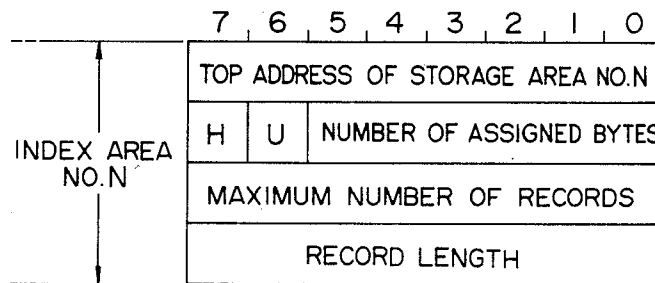 7 6 5 4 3 2 1 0
TOP ADDRESS OF STORAGE AREA NO.N
H U NUMBER OF ASSIGNED BYTES
INDEX AREA
NO.N
MAXIMUM NUMBER OF RECORDS
RECORD LENGTH